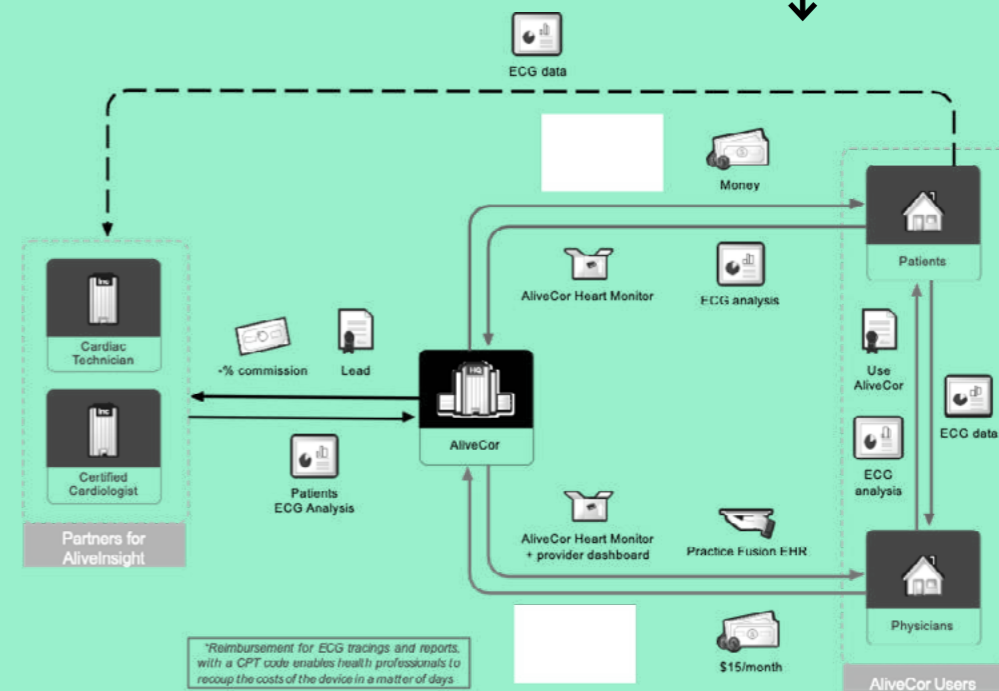 ECG data
Money
Patients
AliveCor Heart Monitor
ECG analysis
Cardiac
Technician
-% commission
Lead
HQ
AliveCor
Use
AliveCor
ECG data
ECG
analysis
Inc
Inc
Certified
Cardiologist
Patients
ECG Analysis
Partners for
AliveInsight
AliveCor Heart Monitor
+ provider dashboard
Practice Fusion EHR
Physicians
$15/month
"Reimbursement for ECG tracings and reports,
with a CPT code enables health professionals to
recoup the costs of the device in a matter of days
AliveCor Users